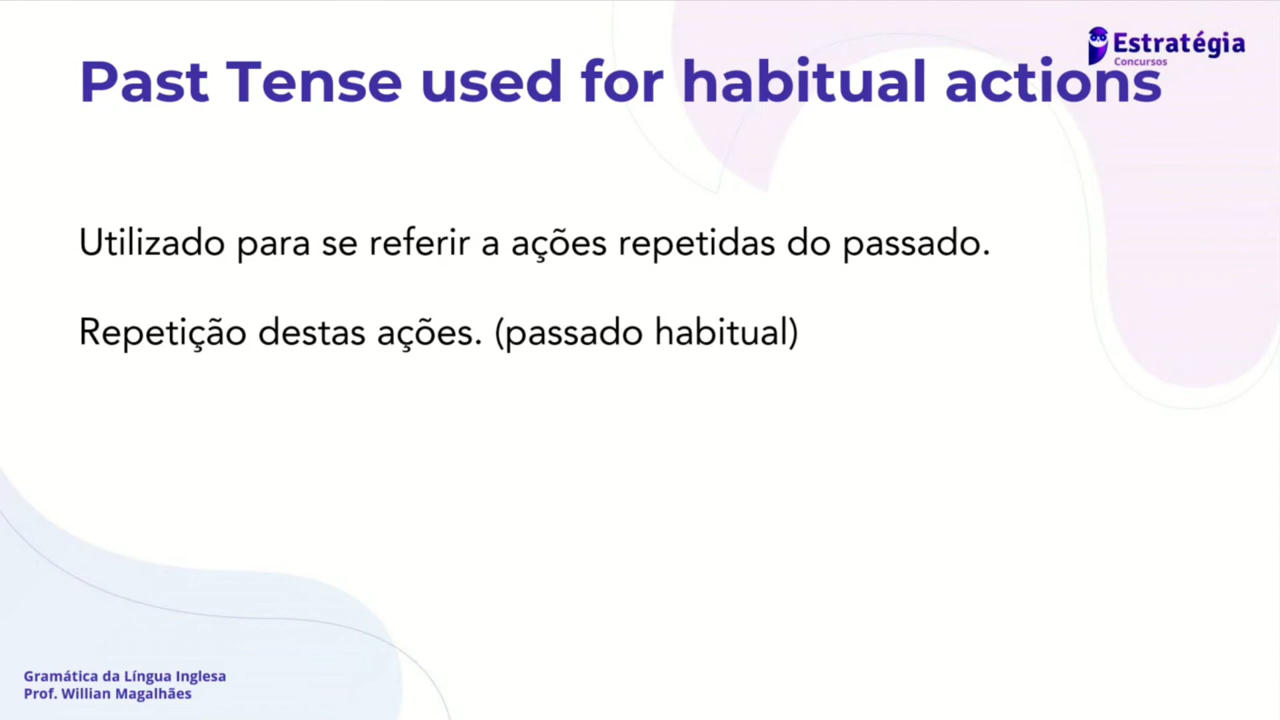 Estratégia
Concursos
Past Tense used for habitual actions
Utilizado para se referir a ações repetidas do passado.
Repetição destas ações. (passado habitual)
Gramática da Língua Inglesa
Prof. Willian Magalhães